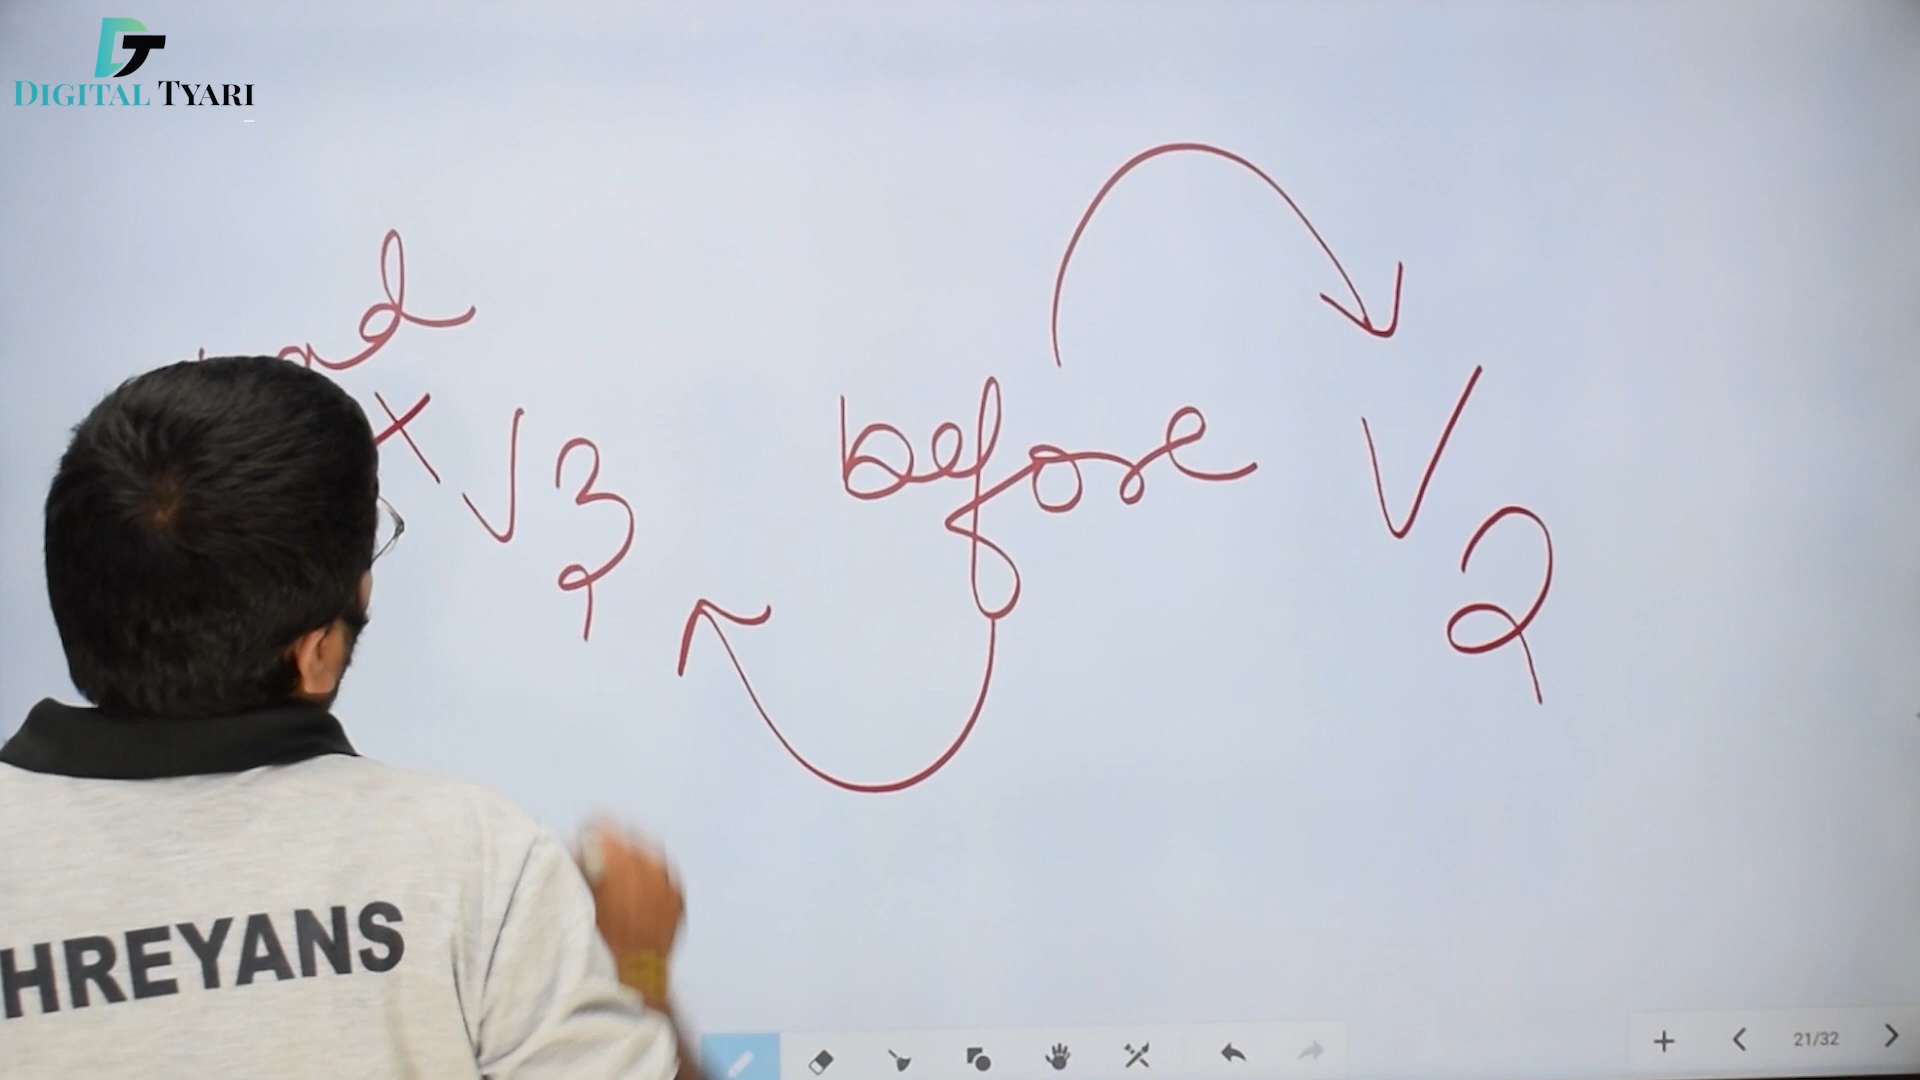 DIGITAL TYARI
before
V3
V2
HREYANS
21/32